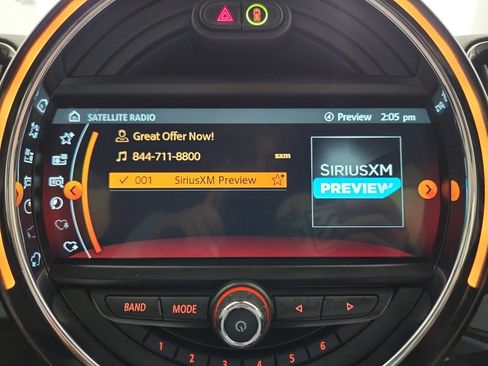 SATELLITE RADIO
Preview 2:05 pm
Great Offer Now!
844-711-8800 sxm
001 SiriusXM Preview
SIRIUSXM
PREVIEW
BAND MODE
1 2 3 4 5 6